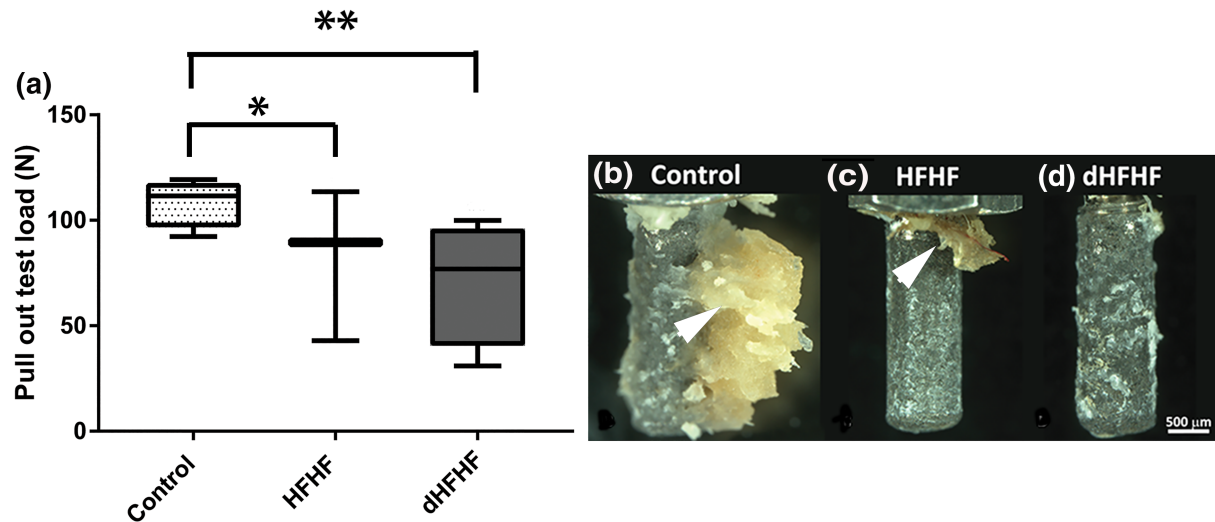 **
(a)
*
150
100
50
0
Pull out test load (N)
Control
HFHF
dHFHF
(b) Control
(c) HFHF
(d) dHFHF
500 μm